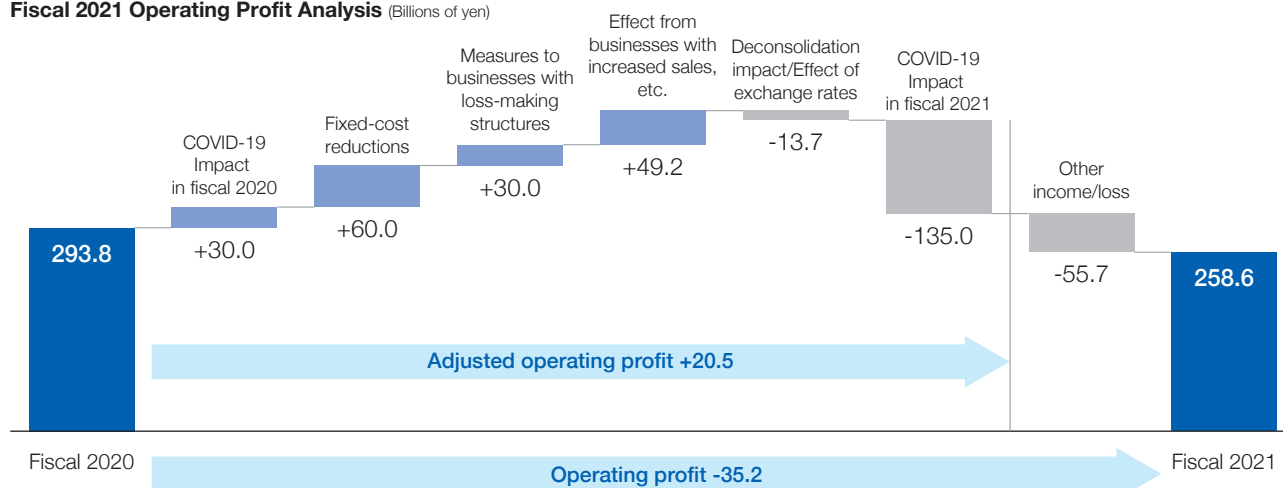 Fiscal 2021 Operating Profit Analysis (Billions of yen)
293.8
Fiscal 2020
COVID-19
Impact
in fiscal 2020
+30.0
Fixed-cost
reductions
+60.0
Measures to
businesses with
loss-making
structures
+30.0
Effect from
businesses with
increased sales,
etc.
+49.2
Deconsolidation
impact/Effect of
exchange rates
-13.7
COVID-19
Impact
in fiscal 2021
-135.0
Other
income/loss
-55.7
258.6
Fiscal 2021
Adjusted operating profit +20.5
Operating profit -35.2